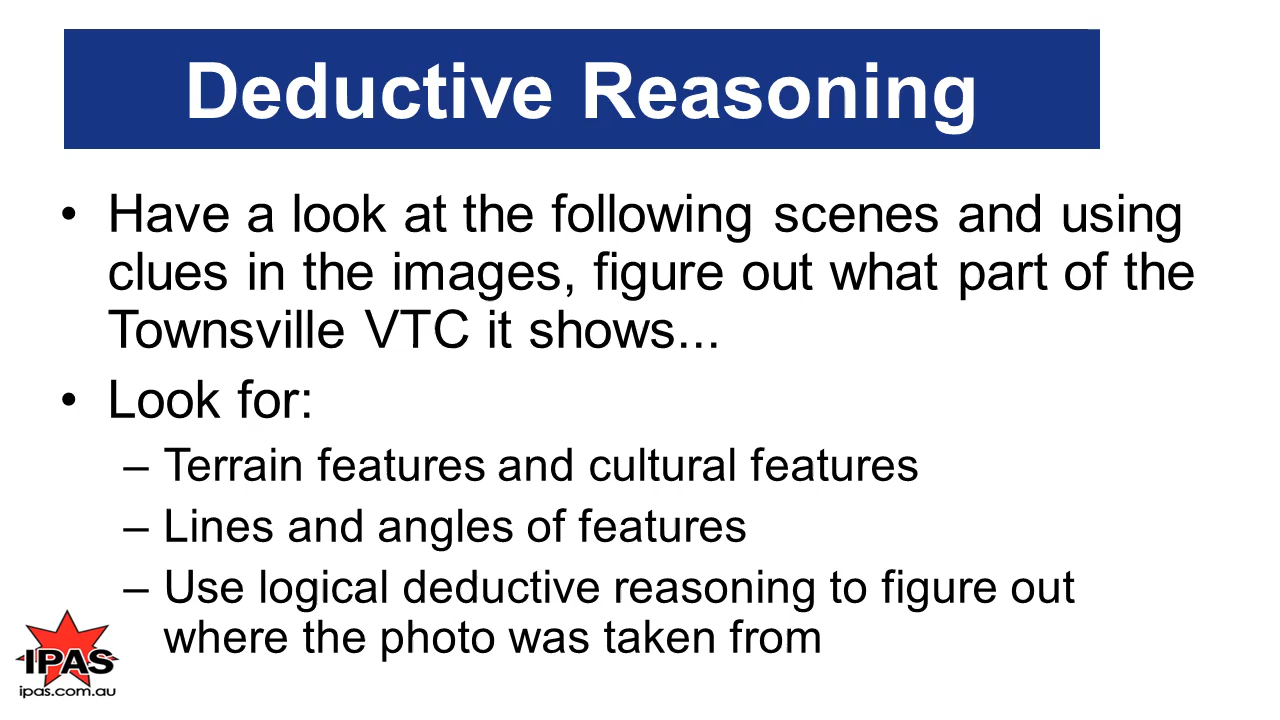 Deductive Reasoning
• Have a look at the following scenes and using
clues in the images, figure out what part of the
Townsville VTC it shows...
• Look for:
– Terrain features and cultural features
– Lines and angles of features
– Use logical deductive reasoning to figure out
where the photo was taken from
IPAS
ipas.com.au